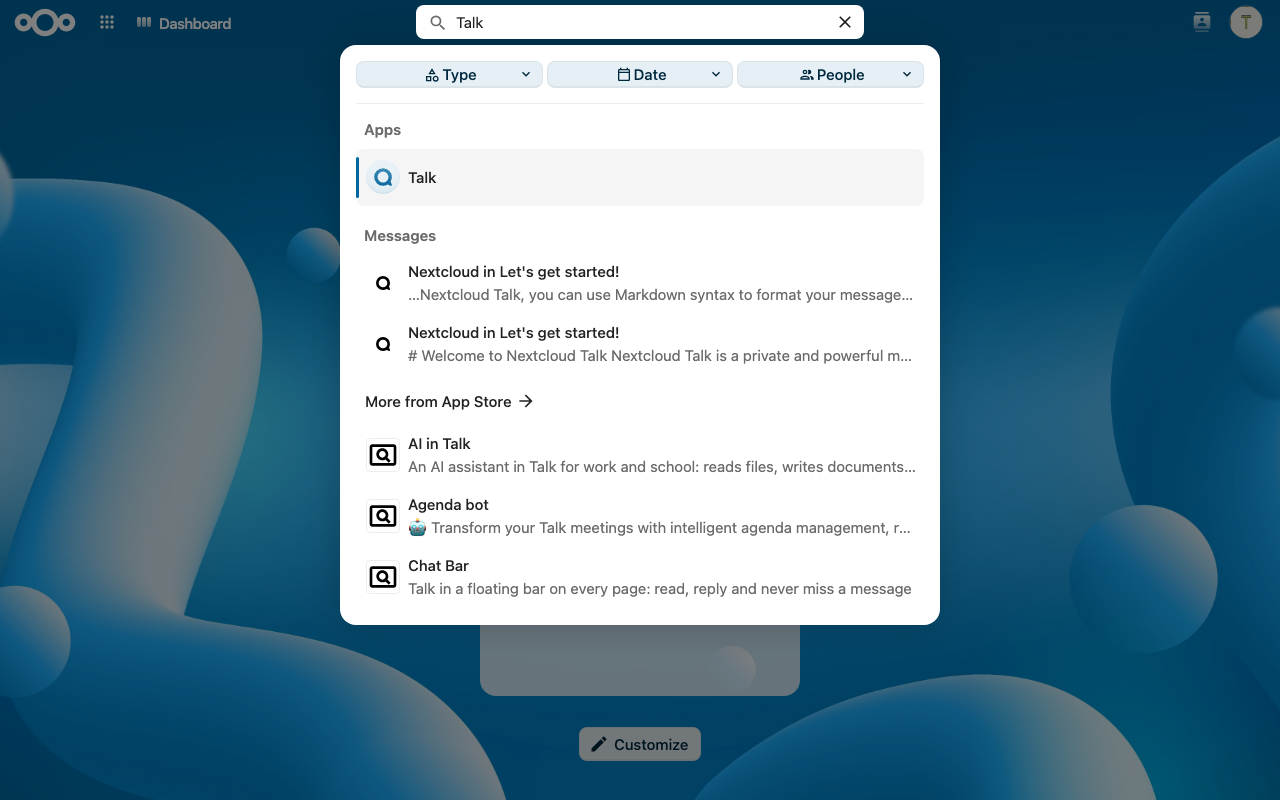 Dashboard
Talk
T
Type
Date
People
Apps
Talk
Messages
Nextcloud in Let's get started!
...Nextcloud Talk, you can use Markdown syntax to format your message...
Nextcloud in Let's get started!
# Welcome to Nextcloud Talk Nextcloud Talk is a private and powerful m...
More from App Store
AI in Talk
An AI assistant in Talk for work and school: reads files, writes documents...
Agenda bot
🤖 Transform your Talk meetings with intelligent agenda management, r...
Chat Bar
Talk in a floating bar on every page: read, reply and never miss a message
Customize